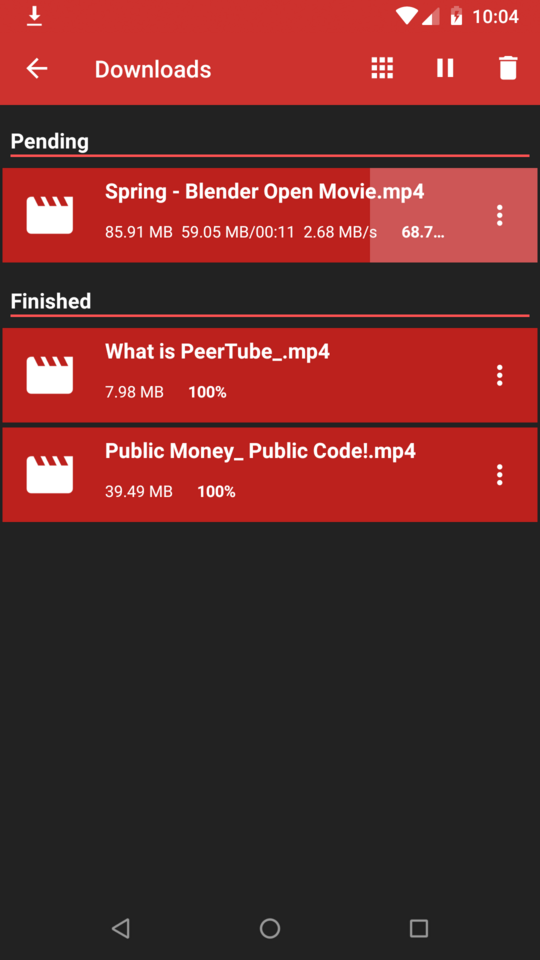 10:04
Downloads
Pending
Spring - Blender Open Movie.mp4
85.91 MB 59.05 MB/00:11 2.68 MB/s 68.7...
Finished
What is PeerTube_.mp4
7.98 MB 100%
Public Money_ Public Code!.mp4
39.49 MB 100%